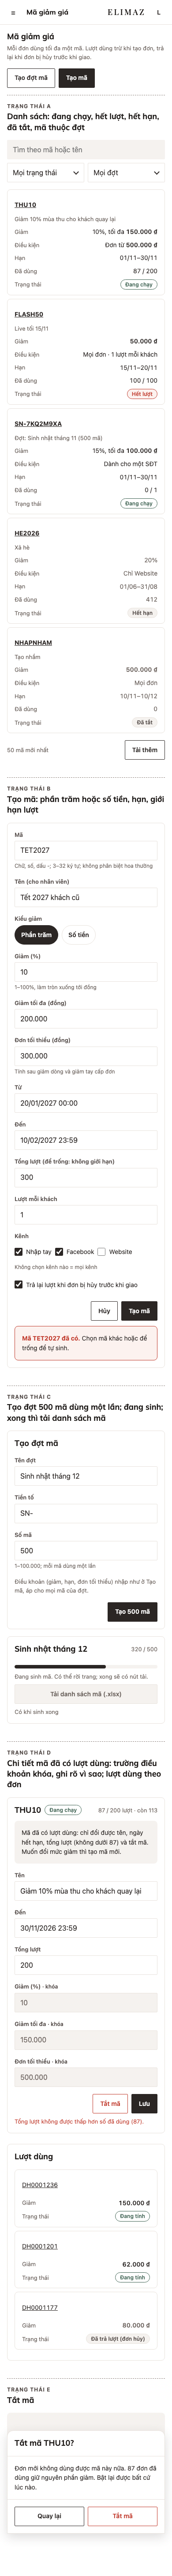 ≡ Mã giảm giá ELIMAZ L
Mã giảm giá
Mỗi đơn dùng tối đa một mã. Lượt dùng trừ khi tạo đơn, trả lại khi đơn bị hủy trước khi giao.
Tạo đợt mã Tạo mã
TRẠNG THÁI A
Danh sách: đang chạy, hết lượt, hết hạn, đã tắt, mã thuộc đợt
Tìm theo mã hoặc tên
Mọi trạng thái Mọi đợt
THU10
Giảm 10% mùa thu cho khách quay lại
Giảm 10%, tối đa 150.000 đ
Điều kiện Đơn từ 500.000 đ
Hạn 01/11–30/11
Đã dùng 87 / 200
Trạng thái Đang chạy
FLASH50
Live tối 15/11
Giảm 50.000 đ
Điều kiện Mọi đơn · 1 lượt mỗi khách
Hạn 15/11–20/11
Đã dùng 100 / 100
Trạng thái Hết lượt
SN-7KQ2M9XA
Đợt: Sinh nhật tháng 11 (500 mã)
Giảm 15%, tối đa 100.000 đ
Điều kiện Dành cho một SĐT
Hạn 01/11–30/11
Đã dùng 0 / 1
Trạng thái Đang chạy
HE2026
Xả hè
Giảm 20%
Điều kiện Chỉ Website
Hạn 01/06–31/08
Đã dùng 412
Trạng thái Hết hạn
NHAPNHAM
Tạo nhầm
Giảm 500.000 đ
Điều kiện Mọi đơn
Hạn 10/11–10/12
Đã dùng 0
Trạng thái Đã tắt
50 mã mới nhất Tải thêm
TRẠNG THÁI B
Tạo mã: phần trăm hoặc số tiền, hạn, giới hạn lượt
Mã
TET2027
Chữ, số, dấu -; 3–32 ký tự; không phân biệt hoa thường
Tên (cho nhân viên)
Tết 2027 khách cũ
Kiểu giảm
Phần trăm Số tiền
Giảm (%)
10
1–100%, làm tròn xuống tới đồng
Giảm tối đa (đồng)
200.000
Đơn tối thiểu (đồng)
300.000
Tính sau giảm dòng và giảm tay cấp đơn
Từ
20/01/2027 00:00
Đến
10/02/2027 23:59
Tổng lượt (để trống: không giới hạn)
300
Lượt mỗi khách
1
Kênh
Nhập tay Facebook Website
Không chọn kênh nào = mọi kênh
Trả lại lượt khi đơn bị hủy trước khi giao
Hủy Tạo mã
Mã TET2027 đã có. Chọn mã khác hoặc để trống để tự sinh.
TRẠNG THÁI C
Tạo đợt 500 mã dùng một lần; đang sinh; xong thì tải danh sách mã
Tạo đợt mã
Tên đợt
Sinh nhật tháng 12
Tiền tố
SN-
Số mã
500
1–100.000; mỗi mã dùng một lần
Điều khoản (giảm, hạn, đơn tối thiểu) nhập như ở Tạo mã, áp cho mọi mã của đợt.
Tạo 500 mã
Sinh nhật tháng 12 320 / 500
Đang sinh mã. Có thể rời trang; xong sẽ có nút tải.
Tải danh sách mã (.xlsx)
Có khi sinh xong
TRẠNG THÁI D
Chi tiết mã đã có lượt dùng: trường điều khoản khóa, ghi rõ vì sao; lượt dùng theo đơn
THU10 Đang chạy 87 / 200 lượt · còn 113
Mã đã có lượt dùng: chỉ đổi được tên, ngày hết hạn, tổng lượt (không dưới 87) và tắt mã. Muốn đổi mức giảm thì tạo mã mới.
Tên
Giảm 10% mùa thu cho khách quay lại
Đến
30/11/2026 23:59
Tổng lượt
200
Giảm (%) · khóa
10
Giảm tối đa · khóa
150.000
Đơn tối thiểu · khóa
500.000
Tắt mã Lưu
Tổng lượt không được thấp hơn số đã dùng (87).
Lượt dùng
DH0001236
Giảm 150.000 đ
Trạng thái Đang tính
DH0001201
Giảm 62.000 đ
Trạng thái Đang tính
DH0001177
Giảm 80.000 đ
Trạng thái Đã trả lượt (đơn hủy)
TRẠNG THÁI E
Tắt mã
Tắt mã THU10?
Đơn mới không dùng được mã này nữa. 87 đơn đã dùng giữ nguyên phần giảm. Bật lại được bất cứ lúc nào.
Quay lại Tắt mã